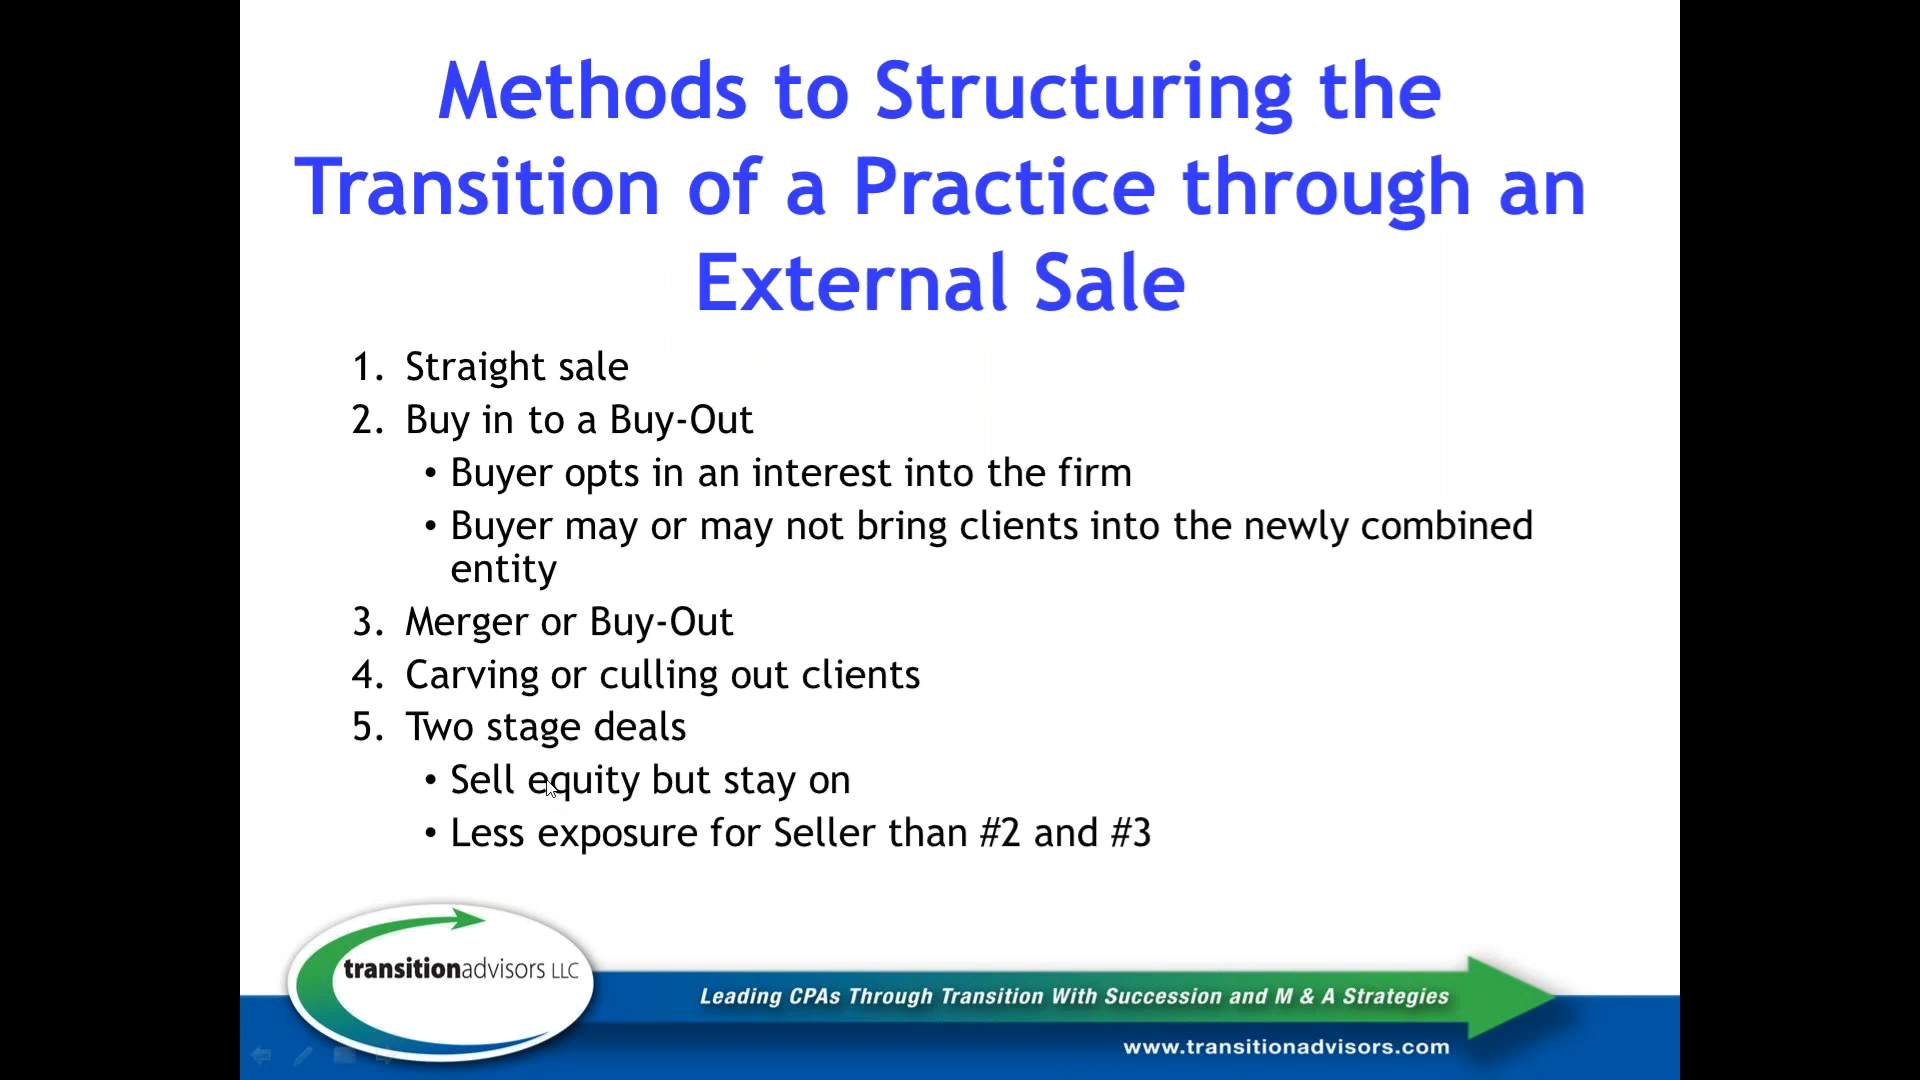 Methods to Structuring the
Transition of a Practice through an
External Sale
1. Straight sale
2. Buy in to a Buy-Out
• Buyer opts in an interest into the firm
• Buyer may or may not bring clients into the newly combined
entity
3. Merger or Buy-Out
4. Carving or culling out clients
5. Two stage deals
• Sell equity but stay on
• Less exposure for Seller than #2 and #3
transitionadvisors LLC
Leading CPAs Through Transition With Succession and M & A Strategies
www.transitionadvisors.com